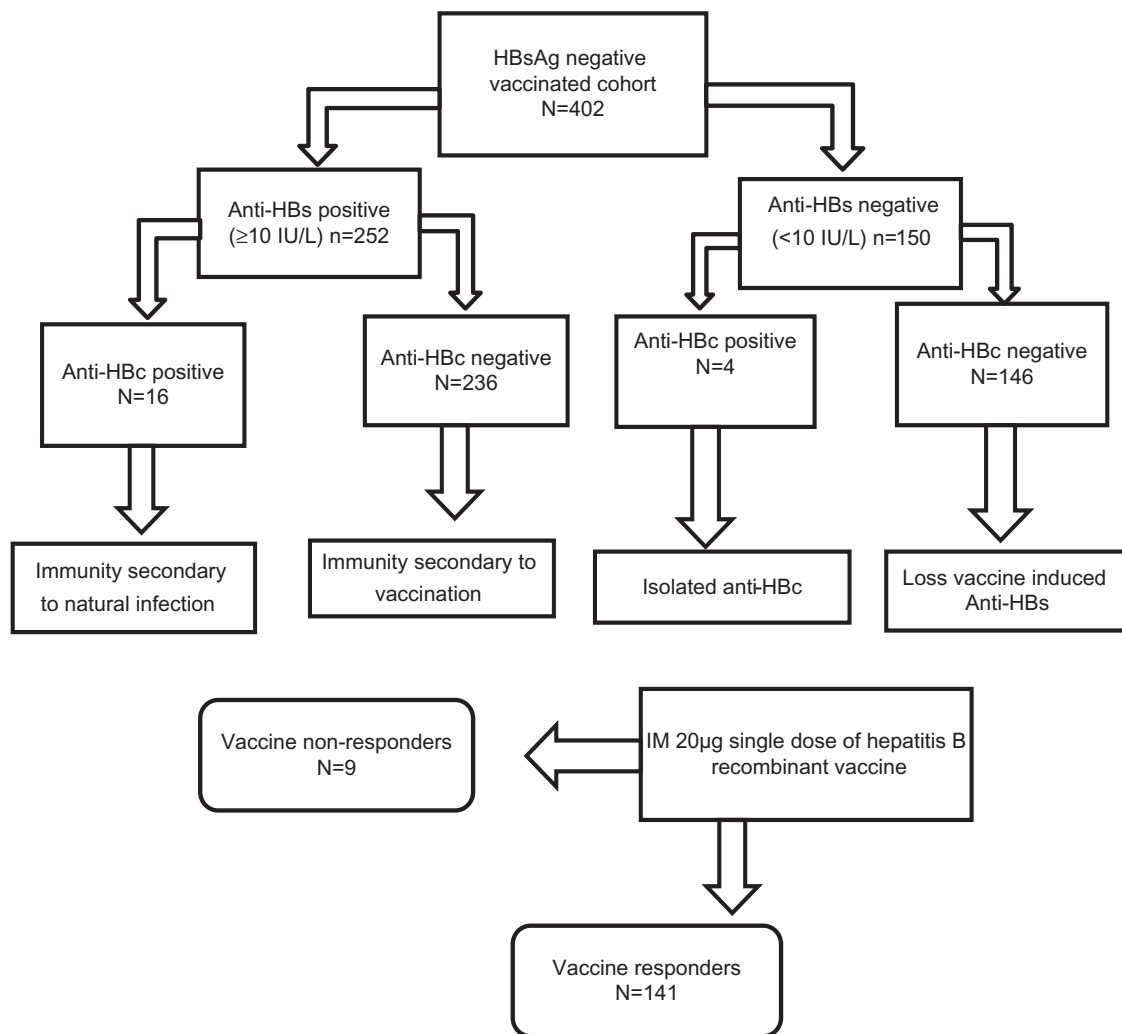 HBsAg negative
vaccinated cohort
N=402
Anti-HBs positive
(≥10 IU/L) n=252
Anti-HBs negative
(<10 IU/L) n=150
Anti-HBc positive
N=16
Anti-HBc negative
N=236
Anti-HBc positive
N=4
Anti-HBc negative
N=146
Immunity secondary
to natural infection
Immunity secondary to
vaccination
Isolated anti-HBc
Loss vaccine induced
Anti-HBs
Vaccine non-responders
N=9
IM 20µg single dose of hepatitis B
recombinant vaccine
Vaccine responders
N=141